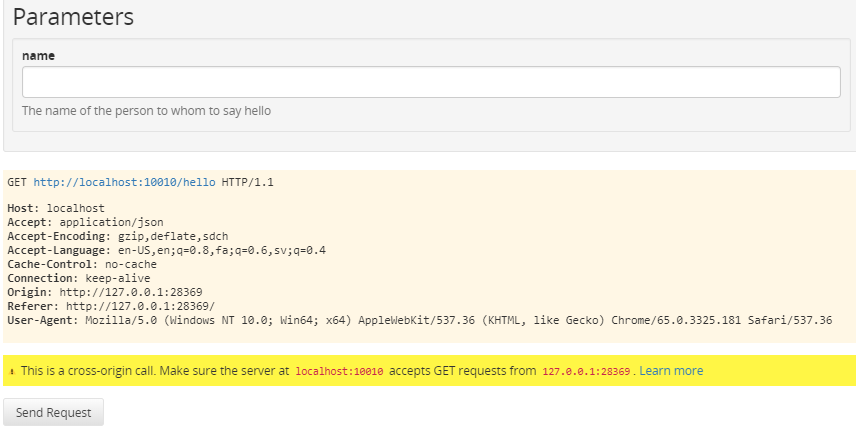 Parameters
name
The name of the person to whom to say hello
GET http://localhost:10010/hello HTTP/1.1
Host: localhost
Accept: application/json
Accept-Encoding: gzip,deflate,sdch
Accept-Language: en-US,en;q=0.8,fa;q=0.6,sv;q=0.4
Cache-Control: no-cache
Connection: keep-alive
Origin: http://127.0.0.1:28369
Referer: http://127.0.0.1:28369/
User-Agent: Mozilla/5.0 (Windows NT 10.0; Win64; x64) AppleWebKit/537.36 (KHTML, like Gecko) Chrome/65.0.3325.181 Safari/537.36
This is a cross-origin call. Make sure the server at localhost:10010 accepts GET requests from 127.0.0.1:28369. Learn more
Send Request